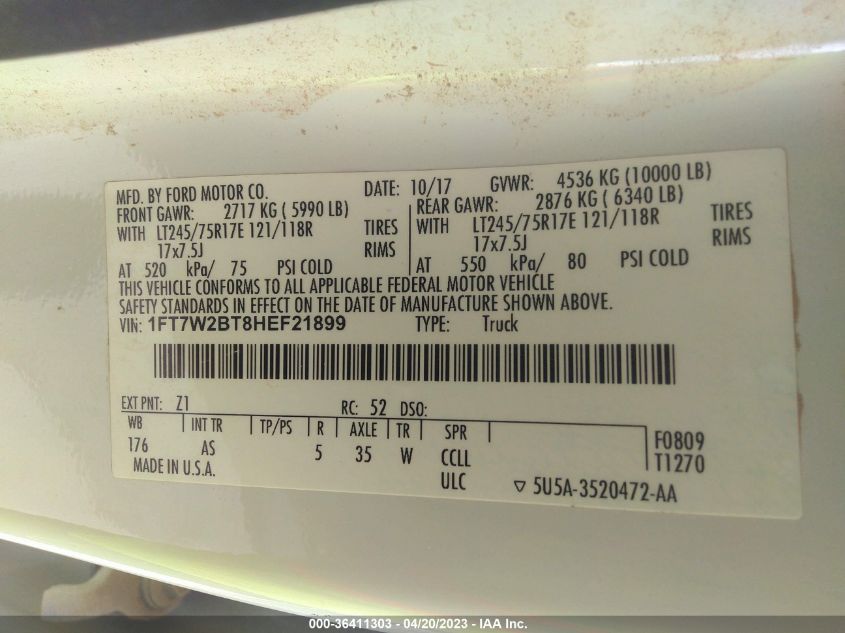 MFD. BY FORD MOTOR CO. DATE: 10/17 GVWR: 4536 KG (10000 LB)
FRONT GAWR: 2717 KG ( 5990 LB) REAR GAWR: 2876 KG ( 6340 LB)
WITH LT245/75R17E 121/118R TIRES WITH LT245/75R17E 121/118R TIRES
17x7.5J RIMS 17x7.5J RIMS
AT 520 kPa/ 75 PSI COLD AT 550 kPa/ 80 PSI COLD
THIS VEHICLE CONFORMS TO ALL APPLICABLE FEDERAL MOTOR VEHICLE
SAFETY STANDARDS IN EFFECT ON THE DATE OF MANUFACTURE SHOWN ABOVE.
VIN: 1FT7W2BT8HEF21899 TYPE: Truck
EXT PNT: Z1 RC: 52 DSO:
WB INT TR TP/PS R AXLE TR SPR F0809
176 AS 5 35 W CCLL T1270
MADE IN U.S.A. ULC ▽ 5U5A-3520472-AA
000-36411303 - 04/20/2023 - IAA Inc.